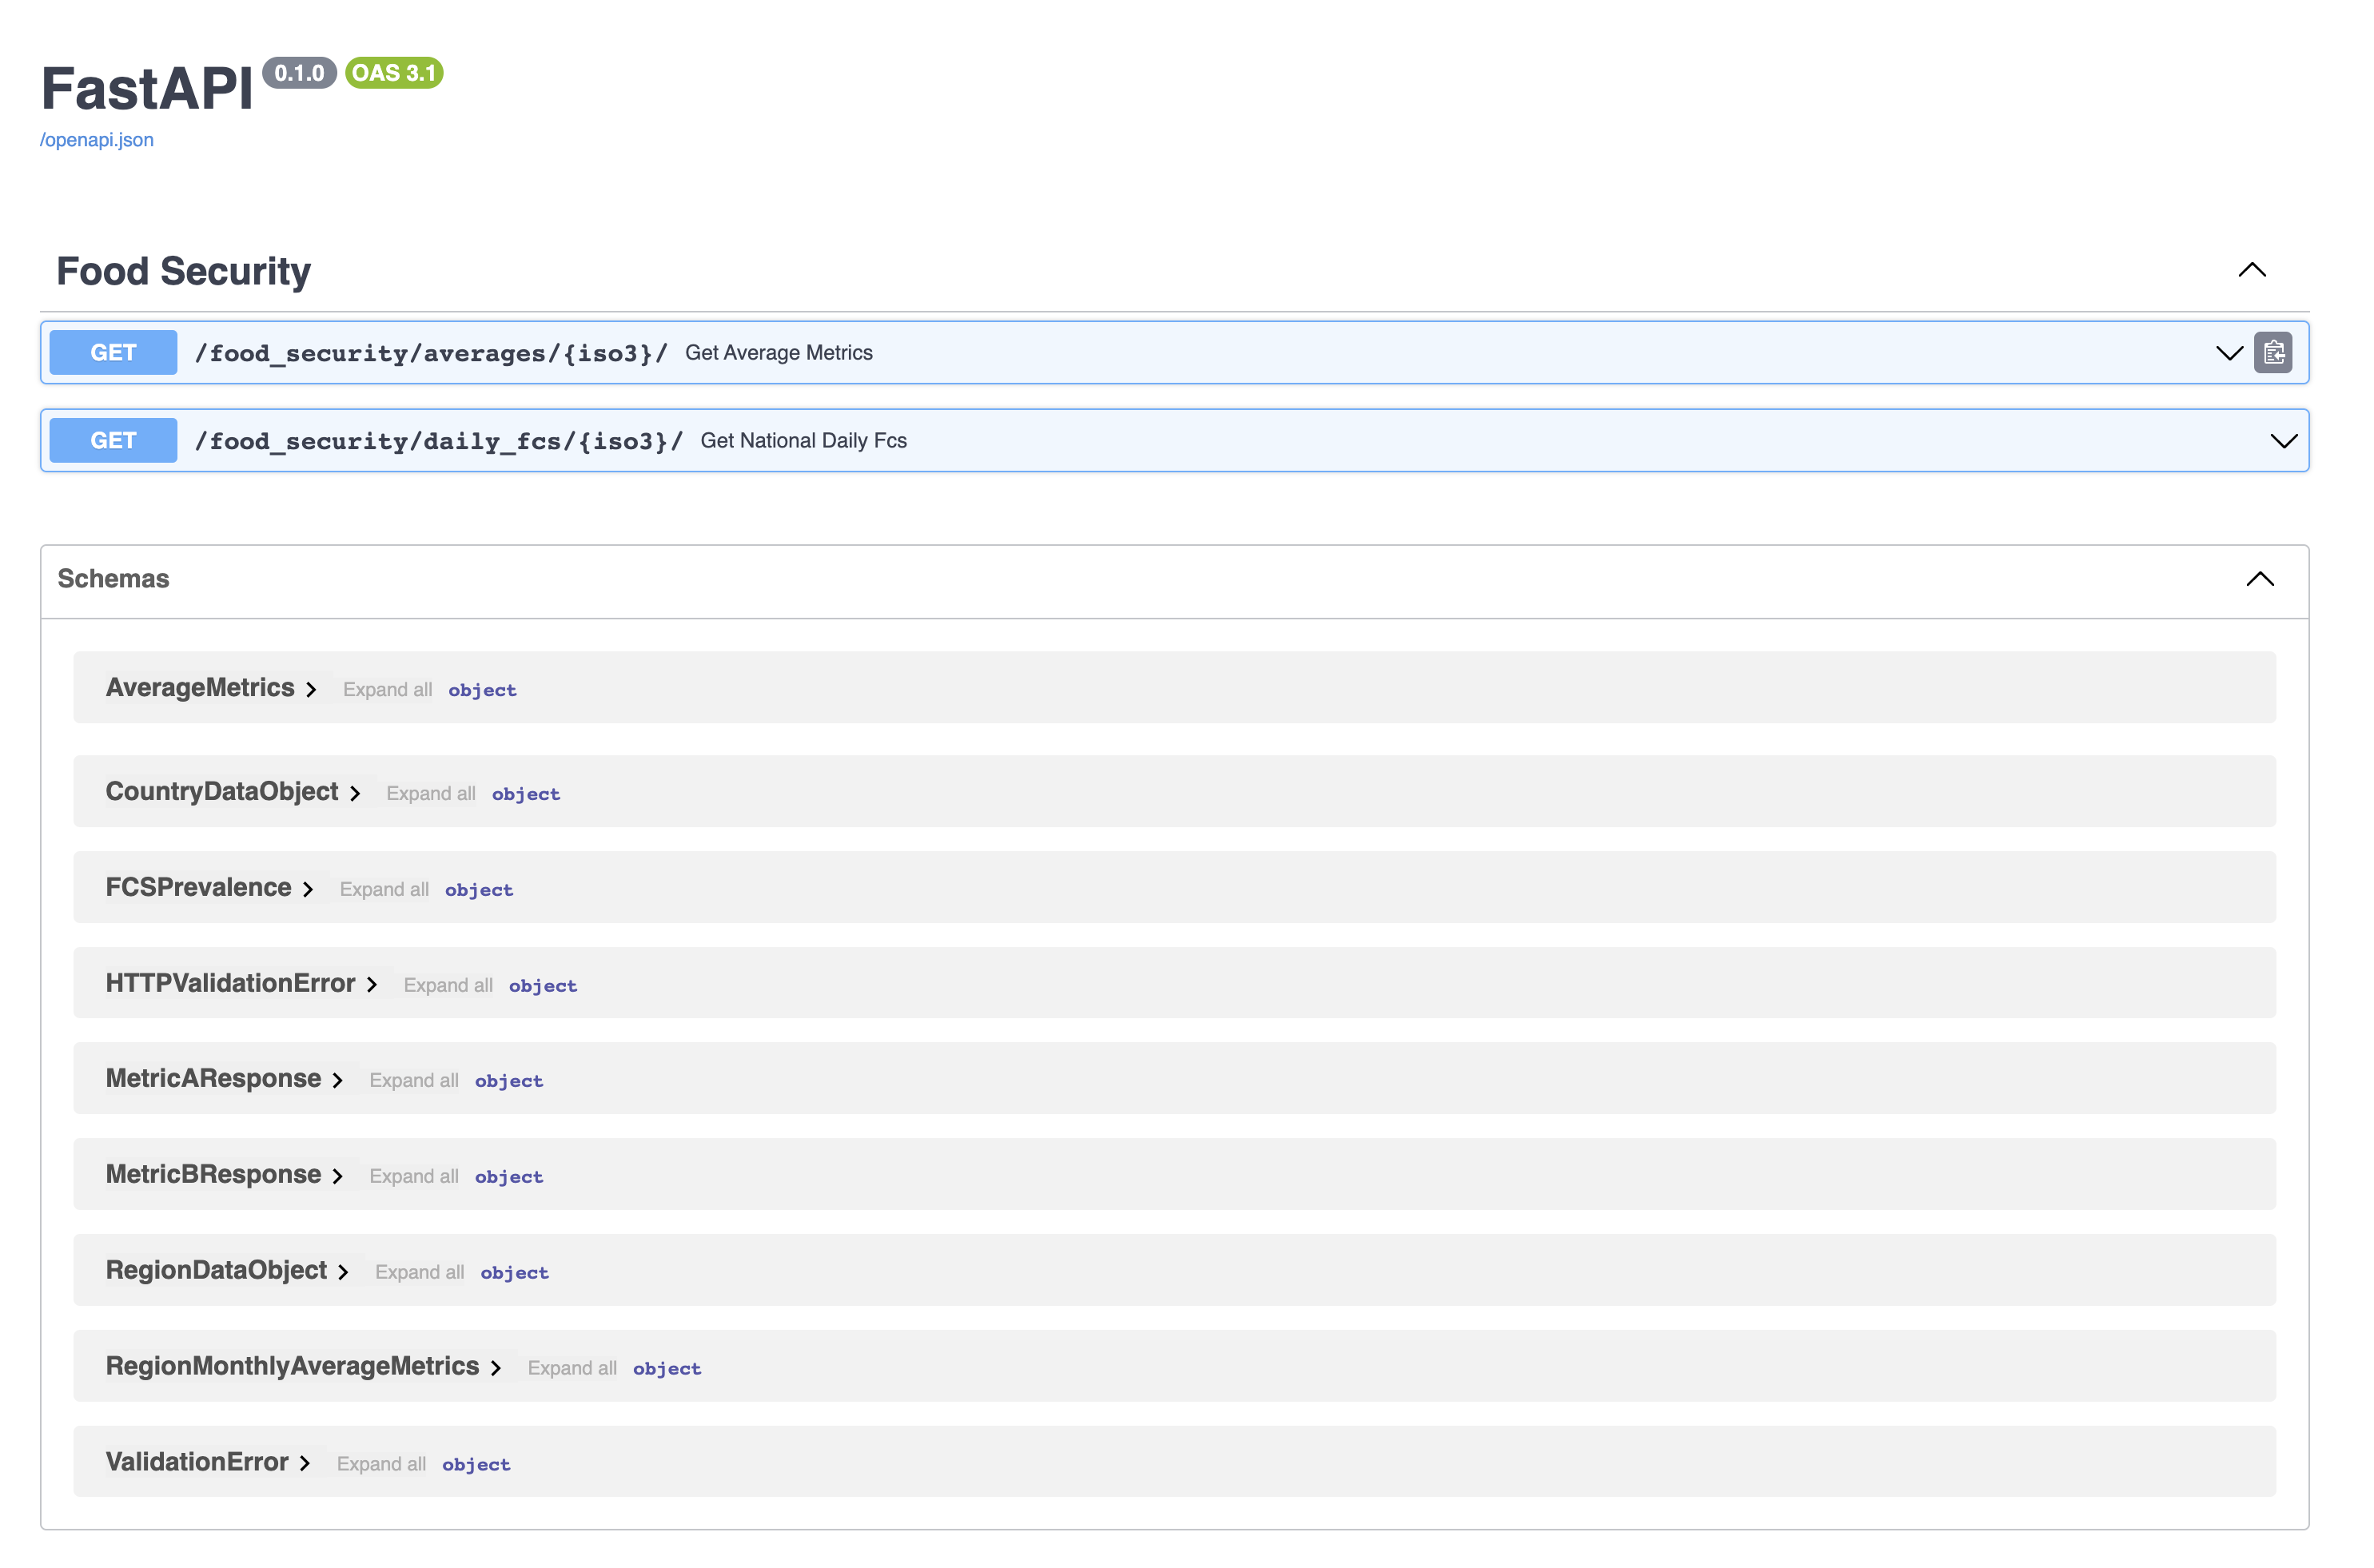 FastAPI 0.1.0 OAS 3.1
/openapi.json
Food Security
GET /food_security/averages/{iso3}/ Get Average Metrics
GET /food_security/daily_fcs/{iso3}/ Get National Daily Fcs
Schemas
AverageMetrics Expand all object
CountryDataObject Expand all object
FCSPrevalence Expand all object
HTTPValidationError Expand all object
MetricAResponse Expand all object
MetricBResponse Expand all object
RegionDataObject Expand all object
RegionMonthlyAverageMetrics Expand all object
ValidationError Expand all object